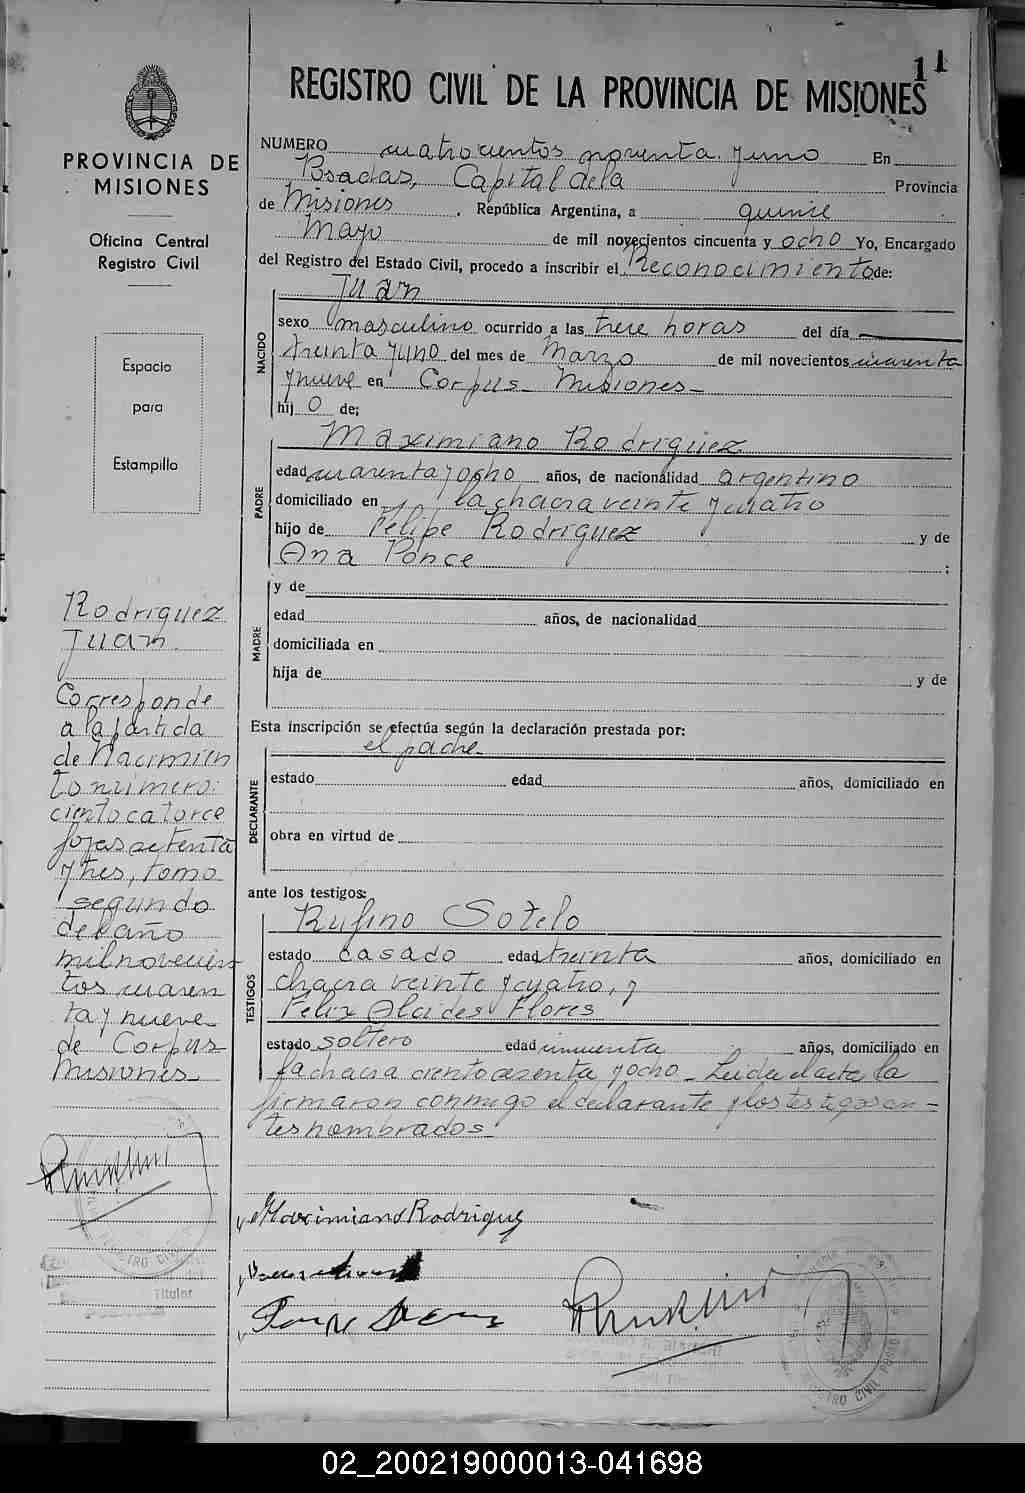 11
REGISTRO CIVIL DE LA PROVINCIA DE MISIONES
PROVINCIA DE
MISIONES
Oficina Central
Registro Civil
Espacio
para
Estampilla
Rodriguez
Juan
Corresponde
a la partida
de Nacimien
to número:
ciento catorce
fojas setenta
y tres, tomo
segundo
del año
mil novecien
tos cuaren
ta y nueve
de Corpus
Misiones
Titular
NUMERO cuatrocientos noventa y uno En
Posadas, Capital de la Provincia
de Misiones, República Argentina, a quince
Mayo de mil novecientos cincuenta y ocho Yo, Encargado
del Registro del Estado Civil, procedo a inscribir el Reconocimiento de:
Juan
NACIDO
sexo masculino ocurrido a las trece horas del día
treinta y uno del mes de Marzo de mil novecientos cuarenta
y nueve en Corpus Misiones
hij o de;
Maximiano Rodriguez
PADRE
edad cuarenta y ocho años, de nacionalidad argentino
domiciliado en la chacra veinte y cuatro
hijo de Felipe Rodriguez y de
Ana Ponce ;
MADRE
y de
edad años, de nacionalidad
domiciliada en
hija de y de
Esta inscripción se efectúa según la declaración prestada por:
el padre
DECLARANTE
estado edad años, domiciliado en
obra en virtud de
ante los testigos:
Rufino Sotelo
TESTIGOS
estado casado edad treinta años, domiciliado en
chacra veinte y cuatro, y
Felix Alcides Flores
estado soltero edad cincuenta años, domiciliado en
la chacra ciento sesenta y ocho Leida el acta la
firmaron conmigo el declarante y los testigos an-
tes nombrados
Maximiano Rodriguez
02_200219000013-041698